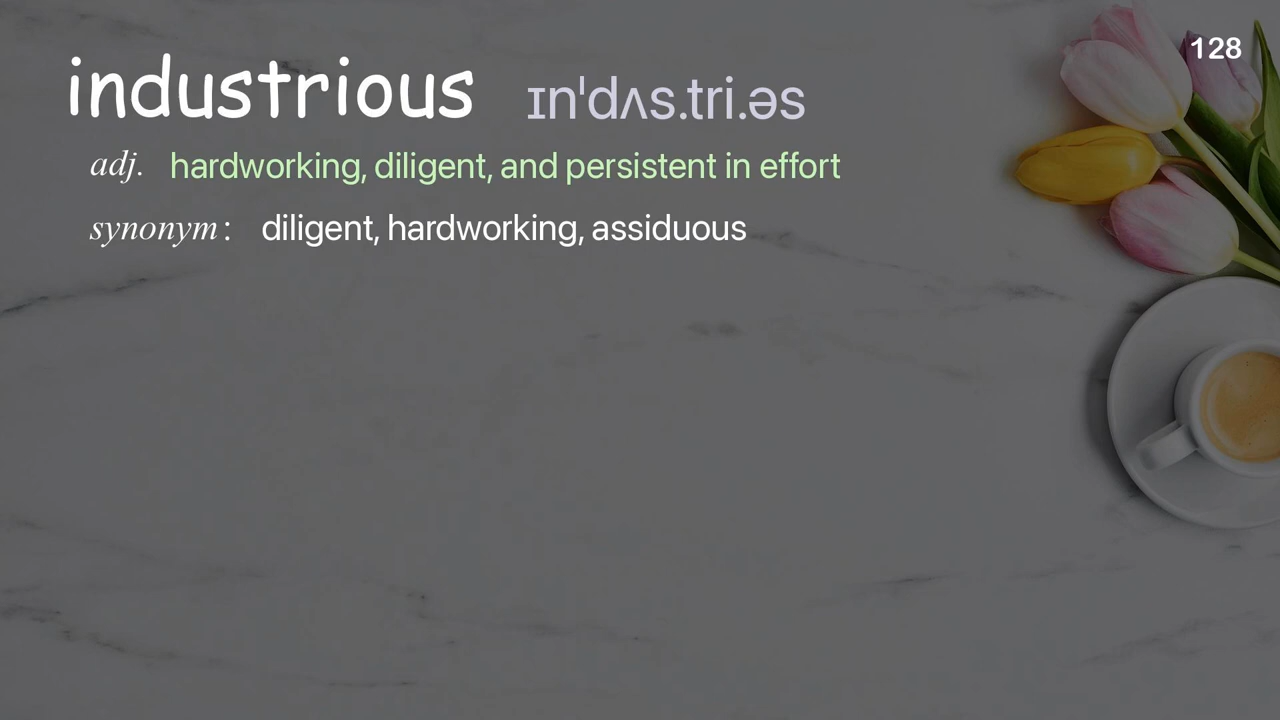 128
industrious ɪnˈdʌs.tri.əs
adj. hardworking, diligent, and persistent in effort
synonym: diligent, hardworking, assiduous